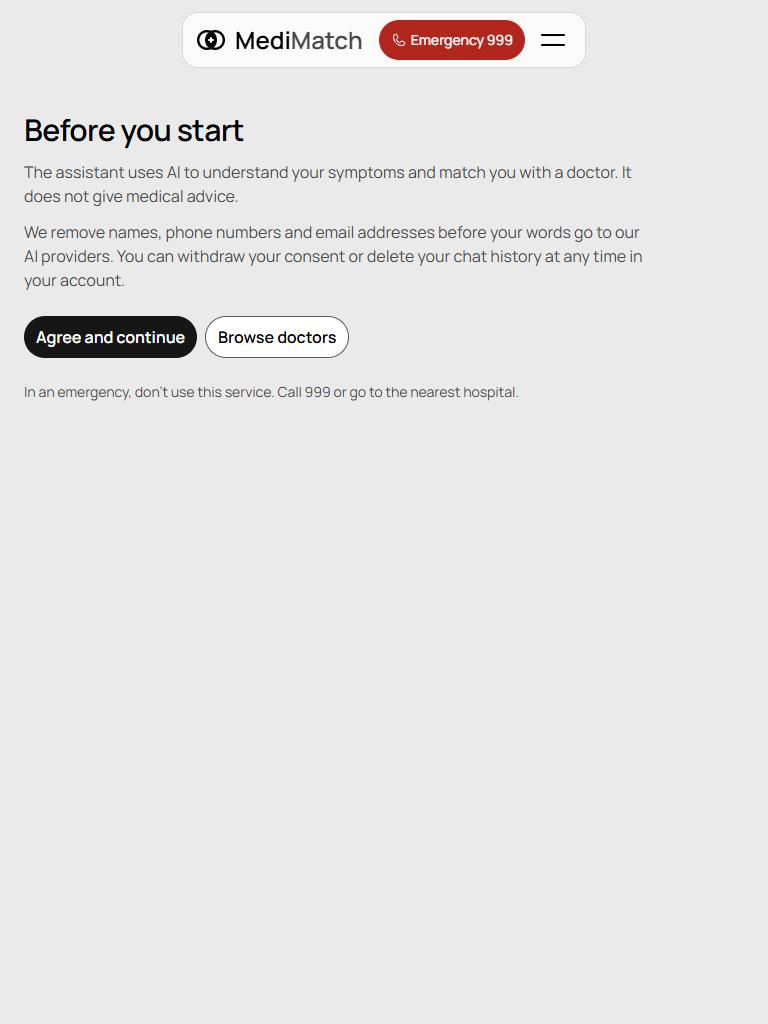 MediMatch
Emergency 999
Before you start
The assistant uses AI to understand your symptoms and match you with a doctor. It
does not give medical advice.
We remove names, phone numbers and email addresses before your words go to our
AI providers. You can withdraw your consent or delete your chat history at any time in
your account.
Agree and continue
Browse doctors
In an emergency, don't use this service. Call 999 or go to the nearest hospital.